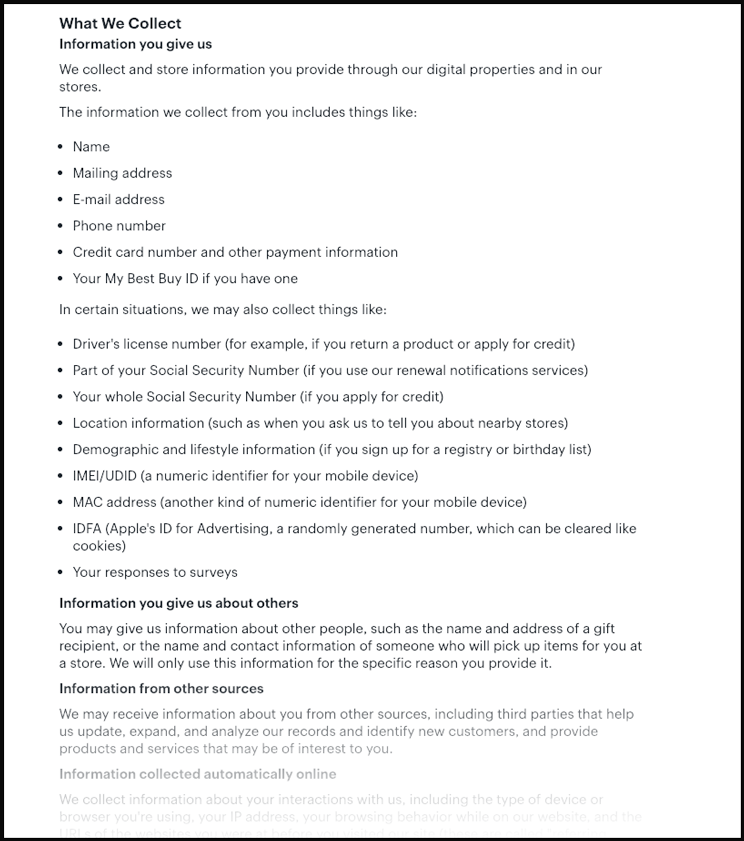 What We Collect
Information you give us
We collect and store information you provide through our digital properties and in our
stores.
The information we collect from you includes things like:
• Name
• Mailing address
• E-mail address
• Phone number
• Credit card number and other payment information
• Your My Best Buy ID if you have one
In certain situations, we may also collect things like:
• Driver's license number (for example, if you return a product or apply for credit)
• Part of your Social Security Number (if you use our renewal notifications services)
• Your whole Social Security Number (if you apply for credit)
• Location information (such as when you ask us to tell you about nearby stores)
• Demographic and lifestyle information (if you sign up for a registry or birthday list)
• IMEI/UDID (a numeric identifier for your mobile device)
• MAC address (another kind of numeric identifier for your mobile device)
• IDFA (Apple's ID for Advertising, a randomly generated number, which can be cleared like
cookies)
• Your responses to surveys
Information you give us about others
You may give us information about other people, such as the name and address of a gift
recipient, or the name and contact information of someone who will pick up items for you at
a store. We will only use this information for the specific reason you provide it.
Information from other sources
We may receive information about you from other sources, including third parties that help
us update, expand, and analyze our records and identify new customers, and provide
products and services that may be of interest to you.
Information collected automatically online
We collect information about your interactions with us, including the type of device or
browser you're using, your IP address, your browsing behavior while on our website, and the
URLs of the websites you were at before you visited our site